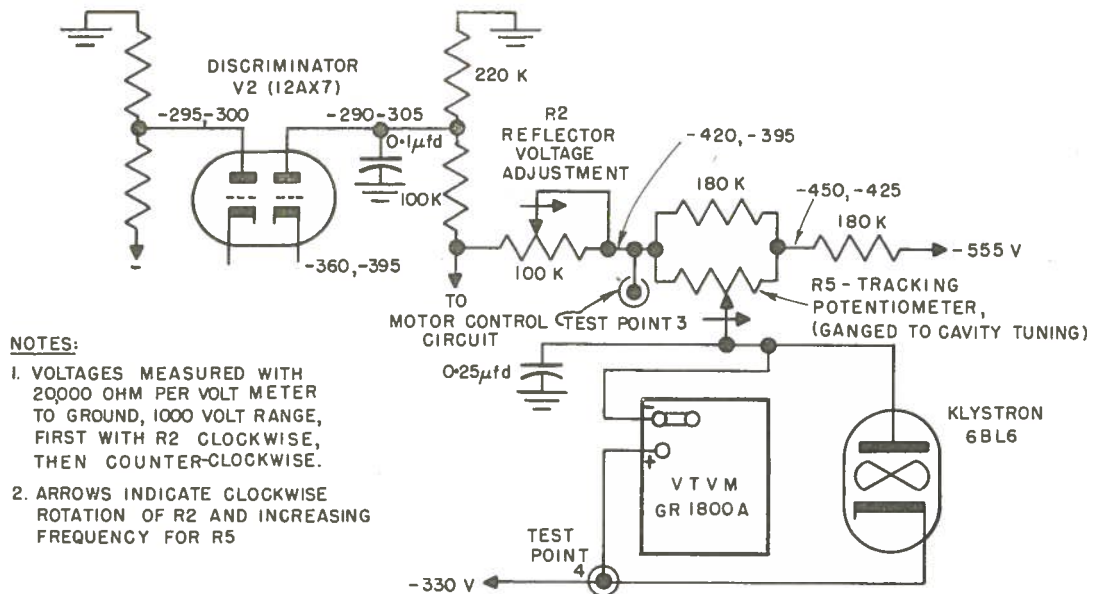 DISCRIMINATOR
V2 (12AX7)
-295-300
-290-305
0.1µfd
220 K
100K
-360,-395
R2
REFLECTOR
VOLTAGE
ADJUSTMENT
-420,-395
100 K
180 K
-450,-425
180 K
-555 V
R5-TRACKING
POTENTIOMETER,
(GANGED TO CAVITY TUNING)
TO
MOTOR CONTROL
CIRCUIT
TEST POINT 3
0.25µfd
-
+
VTVM
GR 1800A
KLYSTRON
6BL6
TEST
POINT
4
-330 V
NOTES:
1. VOLTAGES MEASURED WITH
20,000 OHM PER VOLT METER
TO GROUND, 1000 VOLT RANGE,
FIRST WITH R2 CLOCKWISE,
THEN COUNTER-CLOCKWISE.
2. ARROWS INDICATE CLOCKWISE
ROTATION OF R2 AND INCREASING
FREQUENCY FOR R5
-